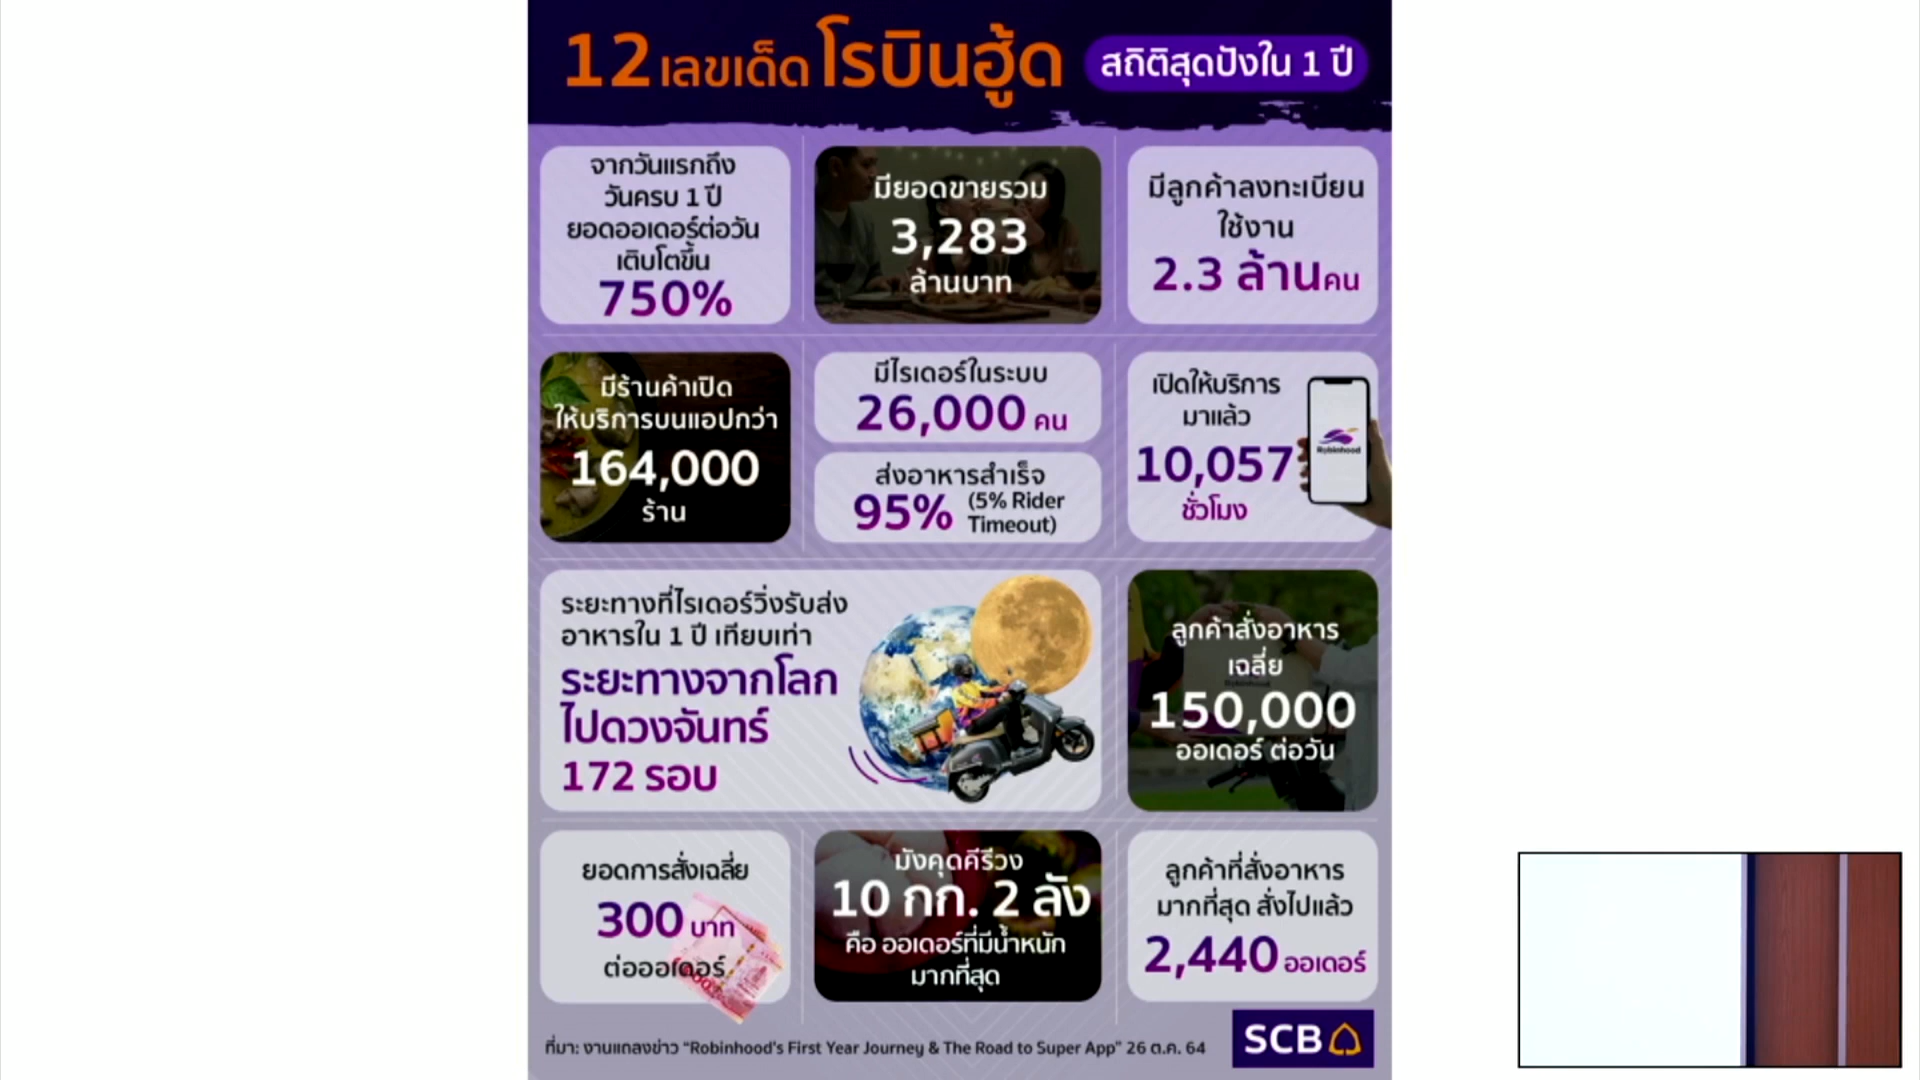 12 เลขเด็ด โรบินฮู้ด
สถิติสุดปังใน 1 ปี
จากวันแรกถึง
วันครบ 1 ปี
ยอดออเดอร์ต่อวัน
เติบโตขึ้น
750%
มียอดขายรวม
3,283
ล้านบาท
มีลูกค้าลงทะเบียน
ใช้งาน
2.3 ล้านคน
มีร้านค้าเปิด
ให้บริการบนแอปกว่า
164,000
ร้าน
มีไรเดอร์ในระบบ
26,000 คน
ส่งอาหารสำเร็จ
95% (5% Rider
Timeout)
เปิดให้บริการ
มาแล้ว
10,057
ชั่วโมง
Robinhood
ระยะทางที่ไรเดอร์วิ่งรับส่ง
อาหารใน 1 ปี เทียบเท่า
ระยะทางจากโลก
ไปดวงจันทร์
172 รอบ
ลูกค้าสั่งอาหาร
เฉลี่ย
150,000
ออเดอร์ ต่อวัน
ยอดการสั่งเฉลี่ย
300 บาท
ต่อออเดอร์
มังคุดคีรีวง
10 กก. 2 ลัง
คือ ออเดอร์ที่มีน้ำหนัก
มากที่สุด
ลูกค้าที่สั่งอาหาร
มากที่สุด สั่งไปแล้ว
2,440 ออเดอร์
ที่มา: งานแถลงข่าว "Robinhood's First Year Journey & The Road to Super App" 26 ต.ค. 64
SCB